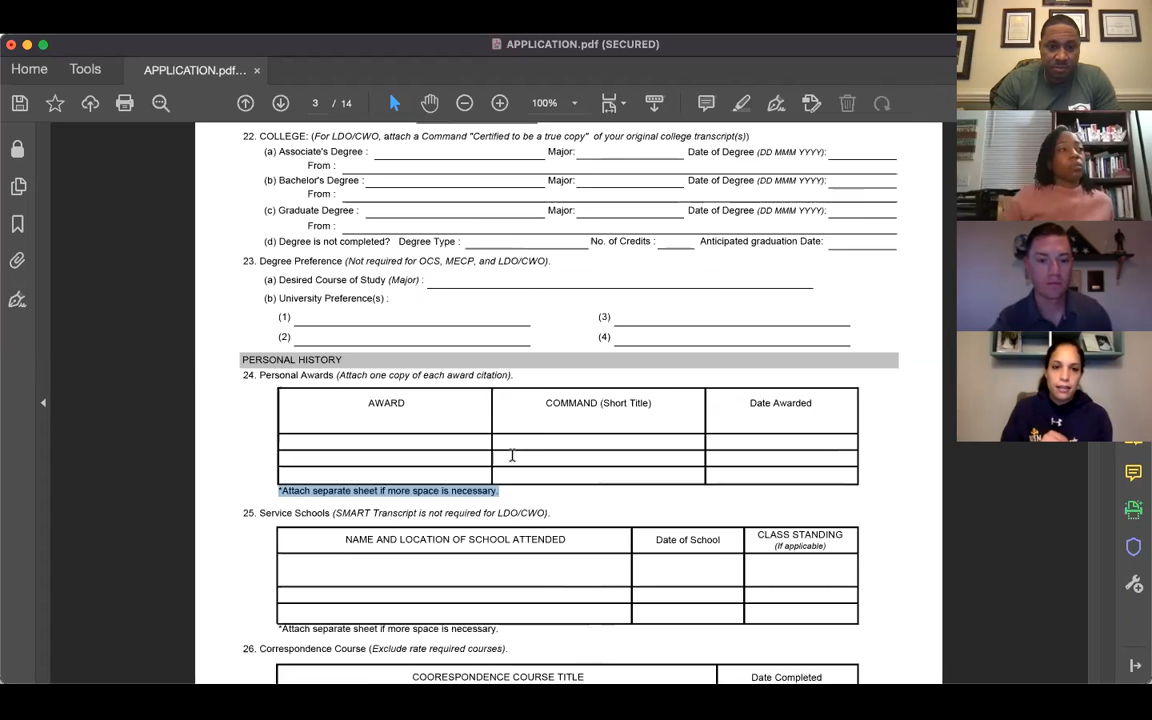 APPLICATION.pdf (SECURED)
Home Tools APPLICATION.pdf... ×
3 / 14 100%
22. COLLEGE: (For LDO/CWO, attach a Command "Certified to be a true copy" of your original college transcript(s))
(a) Associate's Degree : Major: Date of Degree (DD MMM YYYY):
From :
(b) Bachelor's Degree : Major: Date of Degree (DD MMM YYYY):
From :
(c) Graduate Degree : Major: Date of Degree (DD MMM YYYY):
From :
(d) Degree is not completed? Degree Type : No. of Credits : Anticipated graduation Date:
23. Degree Preference (Not required for OCS, MECP, and LDO/CWO).
(a) Desired Course of Study (Major) :
(b) University Preference(s) :
(1) (3)
(2) (4)
PERSONAL HISTORY
24. Personal Awards (Attach one copy of each award citation).
AWARD COMMAND (Short Title) Date Awarded
*Attach separate sheet if more space is necessary.
25. Service Schools (SMART Transcript is not required for LDO/CWO).
NAME AND LOCATION OF SCHOOL ATTENDED Date of School CLASS STANDING
(If applicable)
*Attach separate sheet if more space is necessary.
26. Correspondence Course (Exclude rate required courses).
COORESPONDENCE COURSE TITLE Date Completed